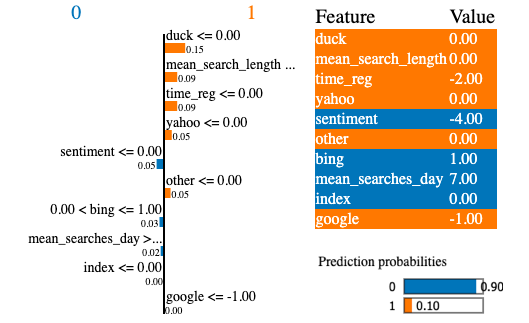 0 1
duck <= 0.00
0.15
mean_search_length ...
0.09
time_reg <= 0.00
0.09
yahoo <= 0.00
0.05
sentiment <= 0.00
0.05
other <= 0.00
0.05
0.00 < bing <= 1.00
0.03
mean_searches_day >...
0.02
index <= 0.00
0.00
google <= -1.00
0.00
Feature Value
duck 0.00
mean_search_length 0.00
time_reg -2.00
yahoo 0.00
sentiment -4.00
other 0.00
bing 1.00
mean_searches_day 7.00
index 0.00
google -1.00
Prediction probabilities
0 0.90
1 0.10